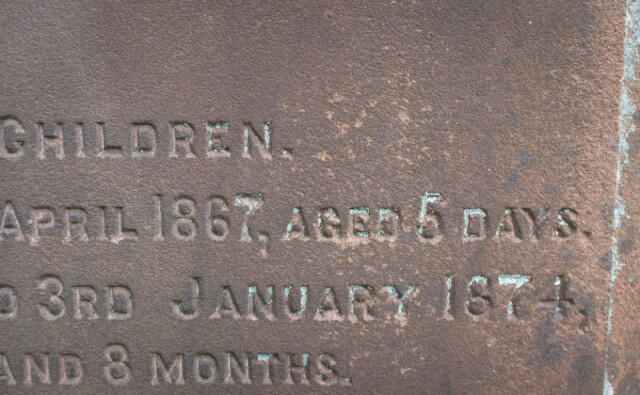 CHILDREN.
APRIL 1867, AGED 5 DAYS.
D 3RD JANUARY 1874,
AND 8 MONTHS.